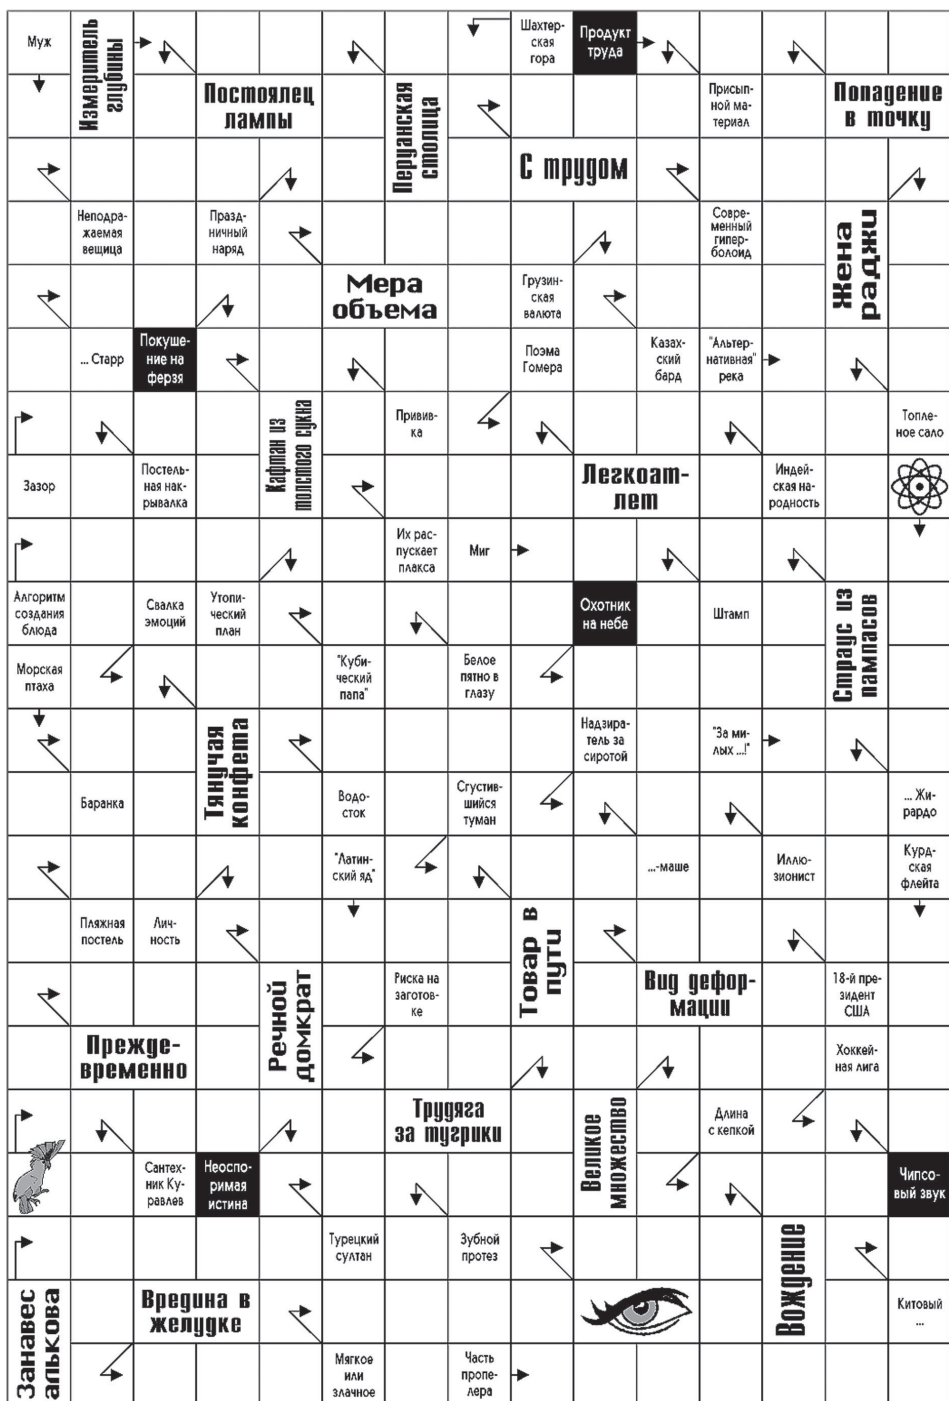 Муж
Измеритель
глубины
Шахтер-
ская
гора
Продукт
труда
Постоялец
лампы
Перуанская
столица
Присып-
ной ма-
териал
Попадение
в точку
С трудом
Неподра-
жаемая
вещица
Празд-
ничный
наряд
Совре-
менный
гипер-
болоид
Жена
раджи
Мера
объема
Грузин-
ская
валюта
... Старр
Покуше-
ние на
ферзя
Поэма
Гомера
Казах-
ский
бард
"Альтер-
нативная"
река
Кафтан из
толстого сукна
Привив-
ка
Топле-
ное сало
Зазор
Постель-
ная нак-
рывалка
Легкоат-
лет
Индей-
ская на-
родность
Их рас-
пускает
плакса
Миг
Алгоритм
создания
блюда
Свалка
эмоций
Утопи-
ческий
план
Охотник
на небе
Штамп
Страус из
пампасов
Морская
птаха
"Куби-
ческий
папа"
Белое
пятно в
глазу
Тянучая
конфета
Надзира-
тель за
сиротой
"За ми-
лых ...!"
Баранка
Водо-
сток
Сгустив-
шийся
туман
... Жи-
рардо
"Латин-
ский яд"
...-маше
Иллю-
зионист
Курд-
ская
флейта
Пляжная
постель
Лич-
ность
Товар в
пути
Речной
домкрат
Риска на
заготов-
ке
Вид дефор-
мации
18-й пре-
зидент
США
Прежде-
временно
Хоккей-
ная лига
Трудяга
за тугрики
Великое
множество
Длина
с кепкой
Сантех-
ник Ку-
равлев
Неоспо-
римая
истина
Чипсо-
вый звук
Турецкий
султан
Зубной
протез
Вождение
Занавес
алькова
Вредина в
желудке
Китовый
...
Мягкое
или
злачное
Часть
пропе-
лера